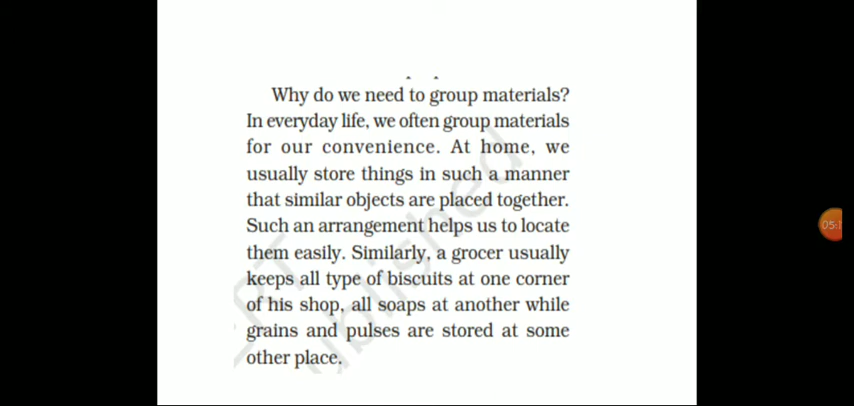 Why do we need to group materials?
In everyday life, we often group materials
for our convenience. At home, we
usually store things in such a manner
that similar objects are placed together.
Such an arrangement helps us to locate
them easily. Similarly, a grocer usually
keeps all type of biscuits at one corner
of his shop, all soaps at another while
grains and pulses are stored at some
other place.